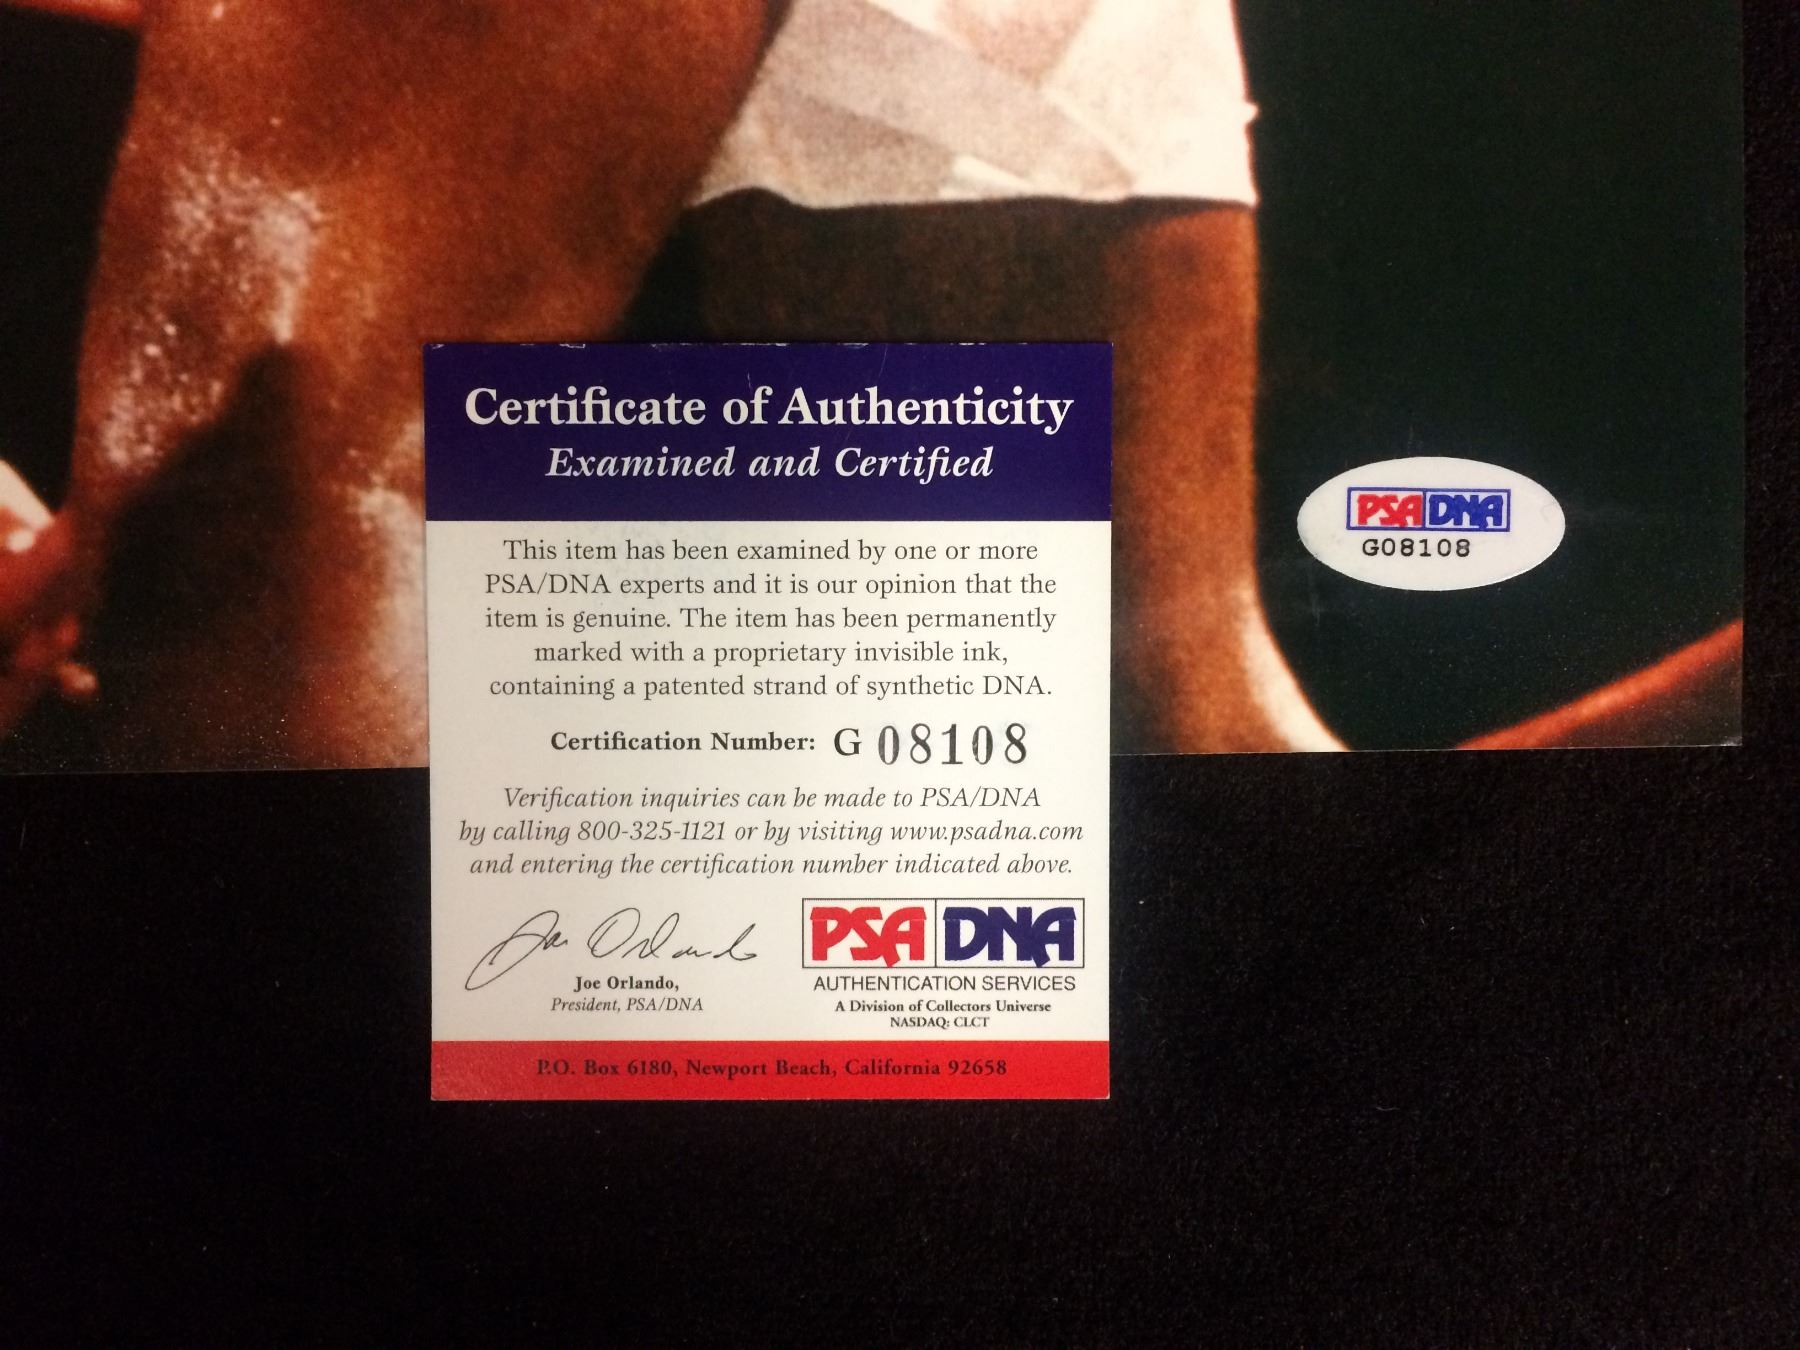 Certificate of Authenticity
Examined and Certified
This item has been examined by one or more
PSA/DNA experts and it is our opinion that the
item is genuine. The item has been permanently
marked with a proprietary invisible ink,
containing a patented strand of synthetic DNA.
Certification Number: G 08108
Verification inquiries can be made to PSA/DNA
by calling 800-325-1121 or by visiting www.psadna.com
and entering the certification number indicated above.
Joe Orlando
Joe Orlando,
President, PSA/DNA
PSA DNA
AUTHENTICATION SERVICES
A Division of Collectors Universe
NASDAQ: CLCT
P.O. Box 6180, Newport Beach, California 92658
PSA DNA
G08108